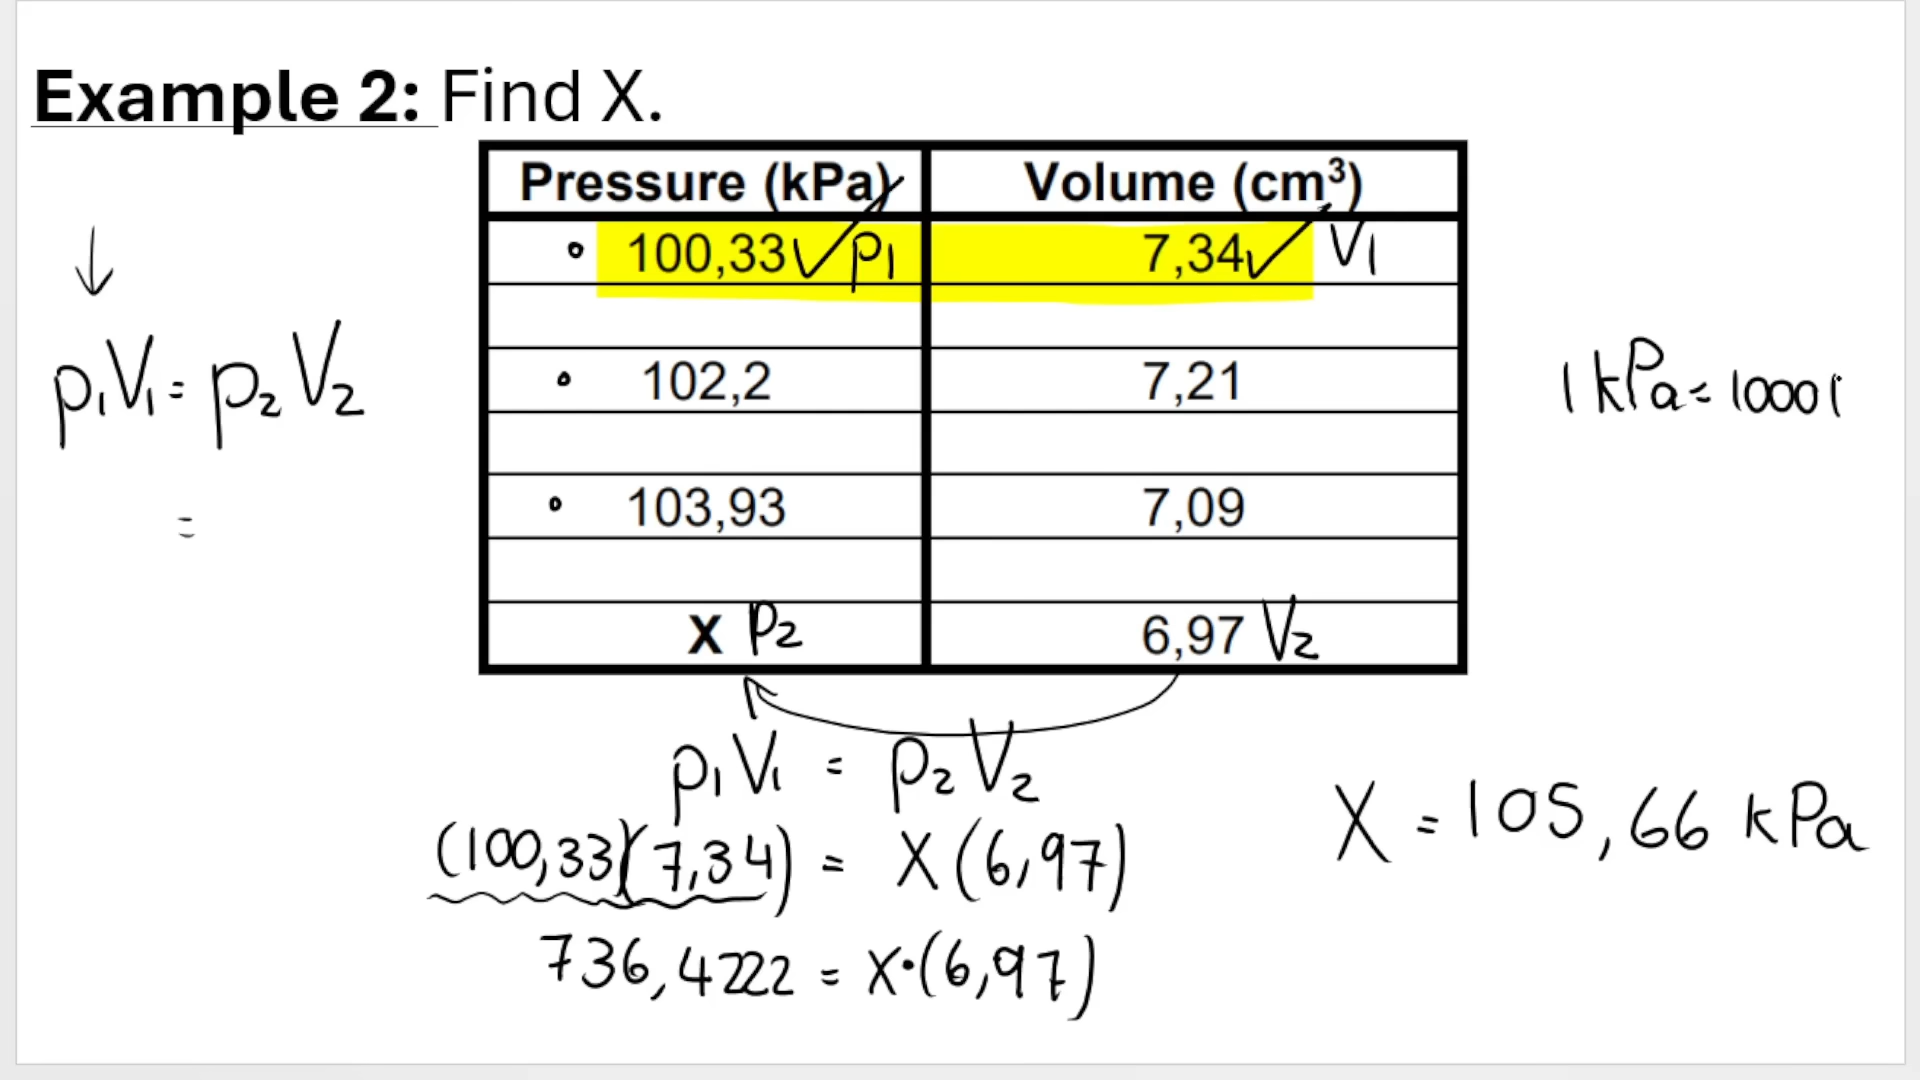 Example 2: Find X.
Pressure (kPa) Volume (cm³)
100,33 p1 7,34 V1
102,2 7,21
103,93 7,09
X p2 6,97 V2
p1V1 = p2V2
=
1 kPa = 1000
p1V1 = p2V2
(100,33)(7,34) = X(6,97)
736,4222 = X·(6,97)
X = 105,66 kPa